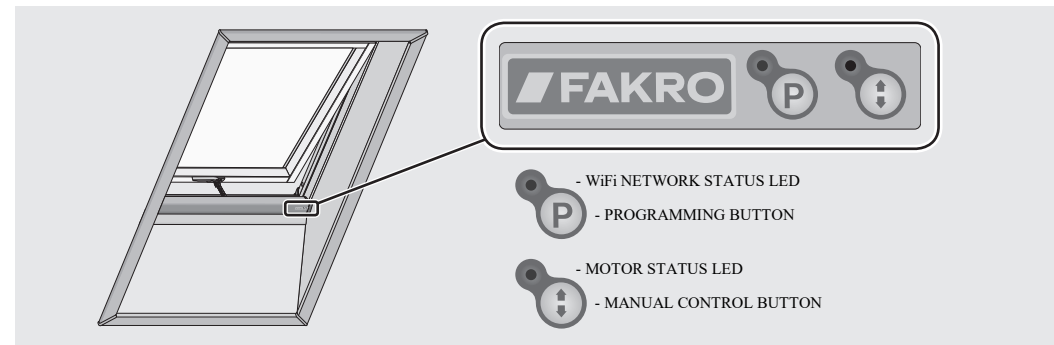 FAKRO
P
- WiFi NETWORK STATUS LED
P
- PROGRAMMING BUTTON
- MOTOR STATUS LED
- MANUAL CONTROL BUTTON